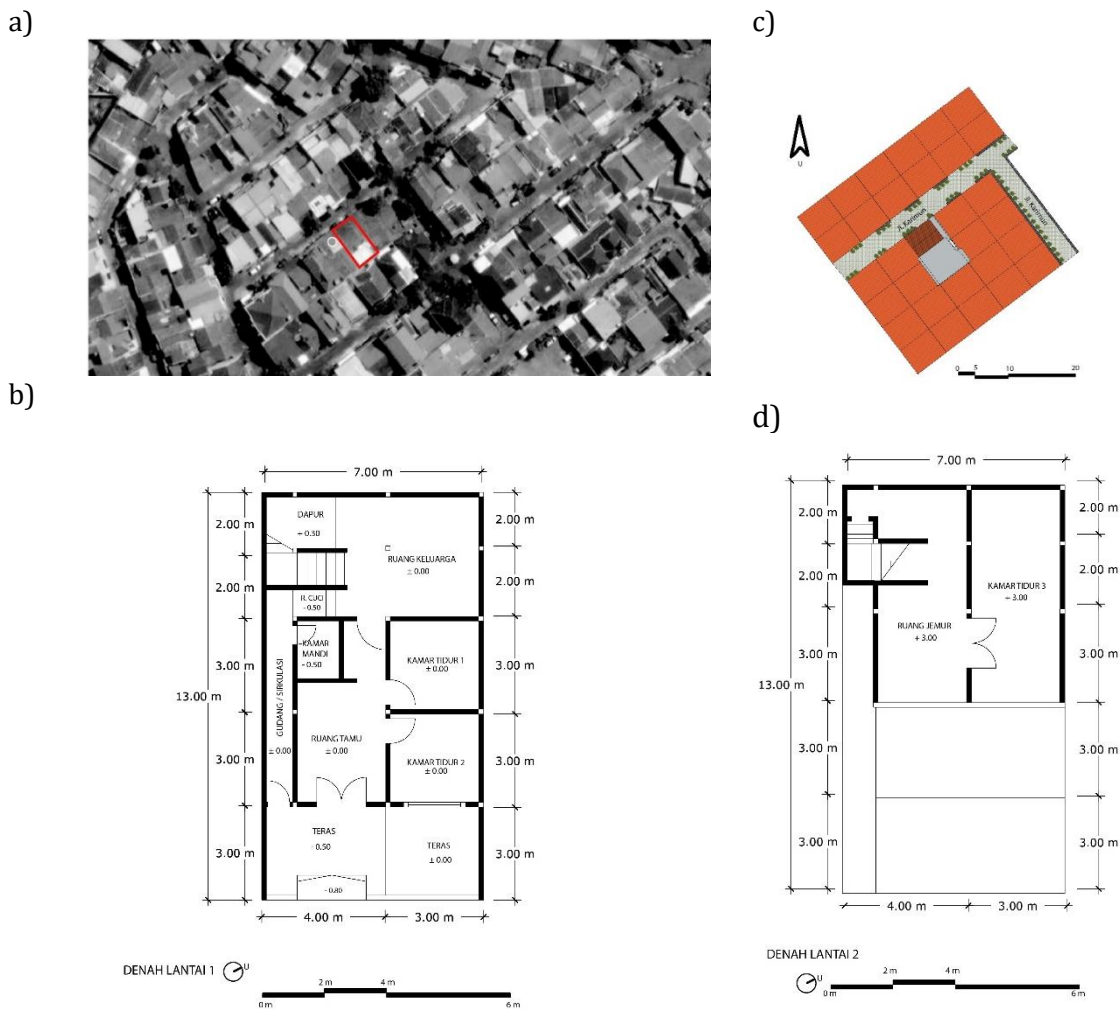 a)
c)
U
Jl. Karimun
Jl. Karimun
0 5 10 20
b)
d)
7.00 m
2.00 m
2.00 m
3.00 m
13.00 m
3.00 m
3.00 m
DAPUR
+ 0.30
RUANG KELUARGA
± 0.00
R. CUCI
- 0.50
KAMAR
MANDI
- 0.50
KAMAR TIDUR 1
± 0.00
GUDANG / SIRKULASI
± 0.00
RUANG TAMU
± 0.00
KAMAR TIDUR 2
± 0.00
TERAS
- 0.50
TERAS
± 0.00
- 0.80
2.00 m
2.00 m
3.00 m
3.00 m
3.00 m
4.00 m
3.00 m
DENAH LANTAI 1
U
2 m
4 m
0 m
6 m
7.00 m
2.00 m
2.00 m
3.00 m
13.00 m
3.00 m
3.00 m
KAMAR TIDUR 3
+ 3.00
RUANG JEMUR
+ 3.00
2.00 m
2.00 m
3.00 m
3.00 m
3.00 m
4.00 m
3.00 m
DENAH LANTAI 2
U
2 m
4 m
0 m
6 m